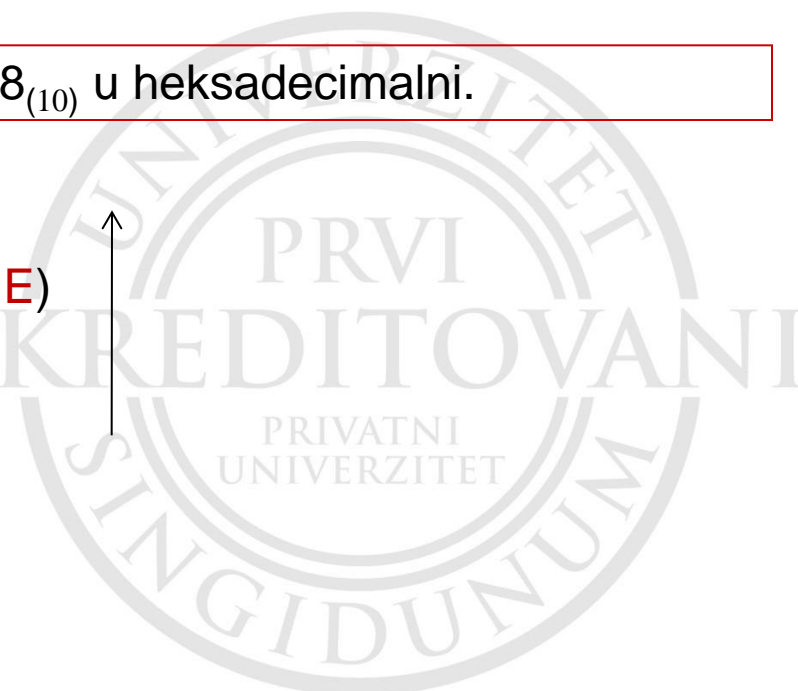 8(10) u heksadecimalni.
E)
UNIVERZITET
PRVI
KREDITOVANI
PRIVATNI
UNIVERZITET
SINGIDUNUM